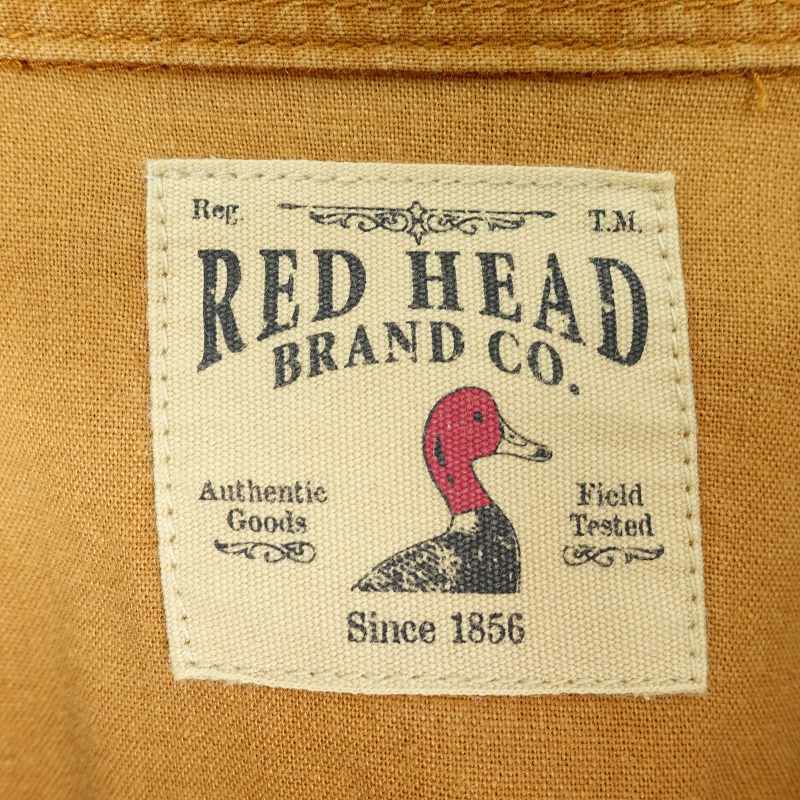 Reg. T.M.
RED HEAD
BRAND CO.
Authentic
Goods
Field
Tested
Since 1856